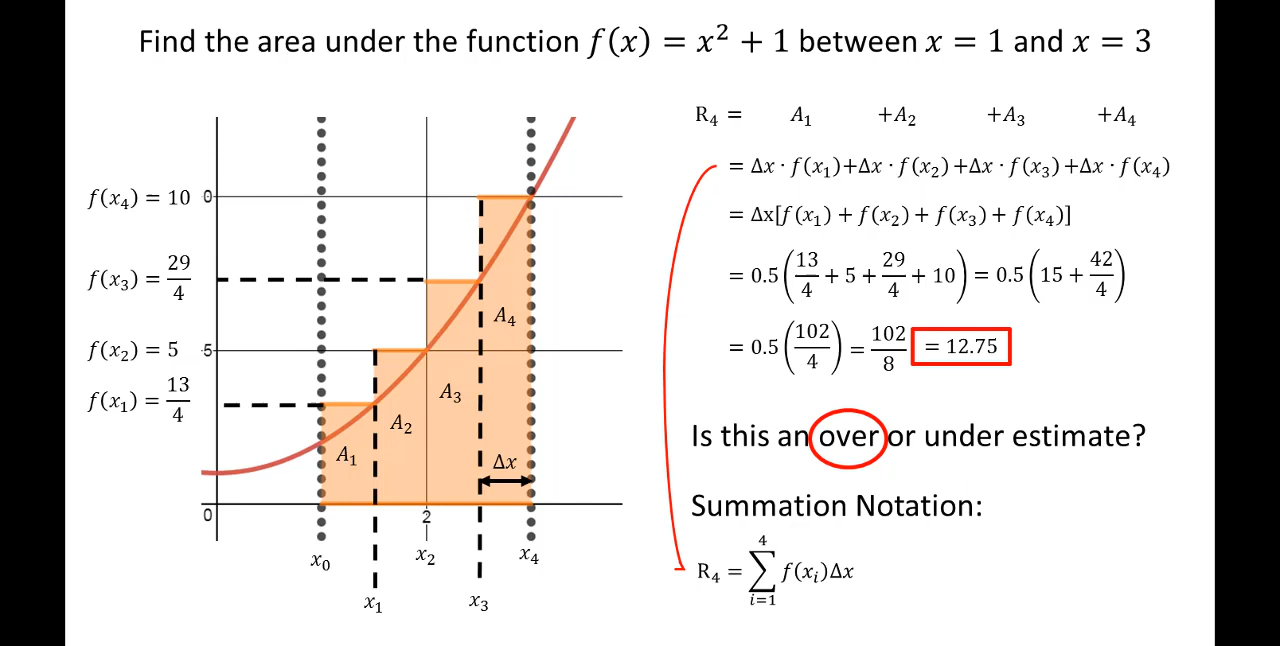 Find the area under the function f(x) = x² + 1 between x = 1 and x = 3
f(x₄) = 10
f(x₃) = 29/4
f(x₂) = 5
f(x₁) = 13/4
0
5
0
2
A₁
A₂
A₃
A₄
Δx
x₀
x₁
x₂
x₃
x₄
R₄ = A₁ +A₂ +A₃ +A₄
= Δx · f(x₁)+Δx · f(x₂)+Δx · f(x₃)+Δx · f(x₄)
= Δx[f(x₁) + f(x₂) + f(x₃) + f(x₄)]
= 0.5(13/4 + 5 + 29/4 + 10) = 0.5(15 + 42/4)
= 0.5(102/4) = 102/8 = 12.75
Is this an over or under estimate?
Summation Notation:
R₄ = ∑ i=1 4 f(xᵢ)Δx